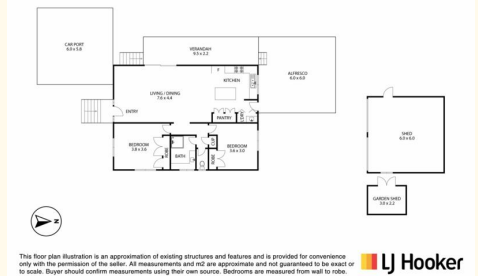 CAR PORT
6.0 x 5.8
VERANDAH
9.5 x 2.2
ALFRESCO
6.0 x 6.0
KITCHEN
F
LIVING / DINING
7.6 x 4.4
ENTRY
PANTRY
L'DRY
SHED
6.0 x 6.0
BEDROOM
3.8 x 3.6
ROBE
BATH
CUP
ROBE
BEDROOM
3.6 x 3.0
GARDEN SHED
3.0 x 2.2
N
This floor plan illustration is an approximation of existing structures and features and is provided for convenience
only with the permission of the seller. All measurements and m2 are approximate and not guaranteed to be exact or
to scale. Buyer should confirm measurements using their own source. Bedrooms are measured from wall to robe.
LJ Hooker